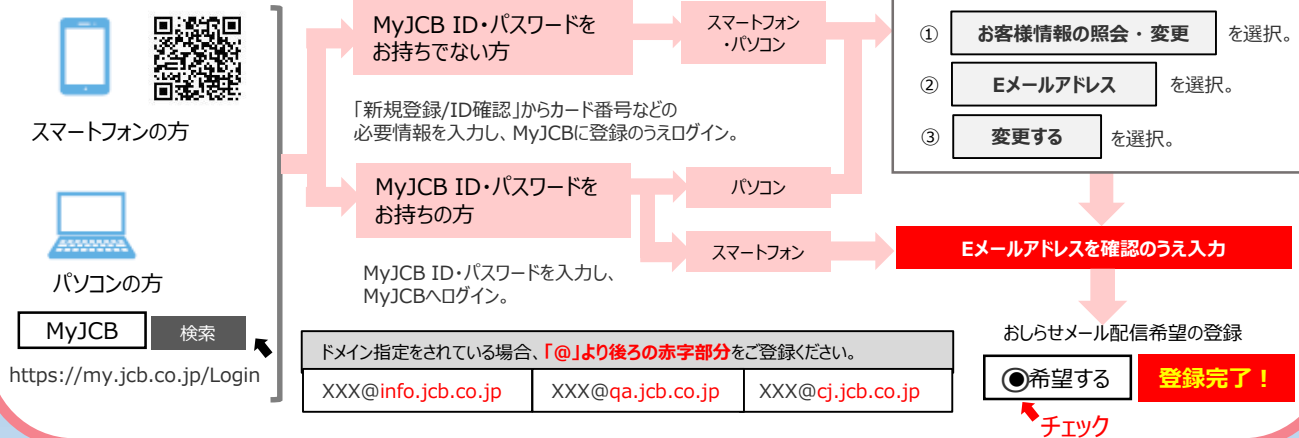 スマートフォンの方
パソコンの方
MyJCB 検索
https://my.jcb.co.jp/Login
MyJCB ID・パスワードを
お持ちでない方
スマートフォン
・パソコン
「新規登録/ID確認」からカード番号などの
必要情報を入力し、MyJCBに登録のうえログイン。
MyJCB ID・パスワードを
お持ちの方
パソコン
スマートフォン
MyJCB ID・パスワードを入力し、
MyJCBへログイン。
① お客様情報の照会・変更 を選択。
② Eメールアドレス を選択。
③ 変更する を選択。
Eメールアドレスを確認のうえ入力
おしらせメール配信希望の登録
◉希望する 登録完了！
チェック
ドメイン指定をされている場合、「@」より後ろの赤字部分をご登録ください。
XXX@info.jcb.co.jp XXX@qa.jcb.co.jp XXX@cj.jcb.co.jp